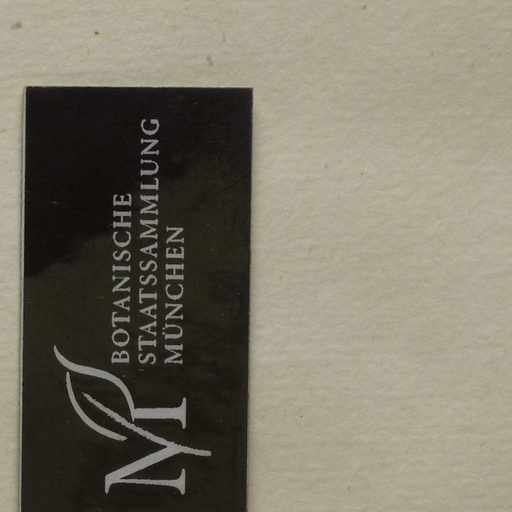 BOTANISCHE
STAATSSAMMLUNG
MÜNCHEN
M